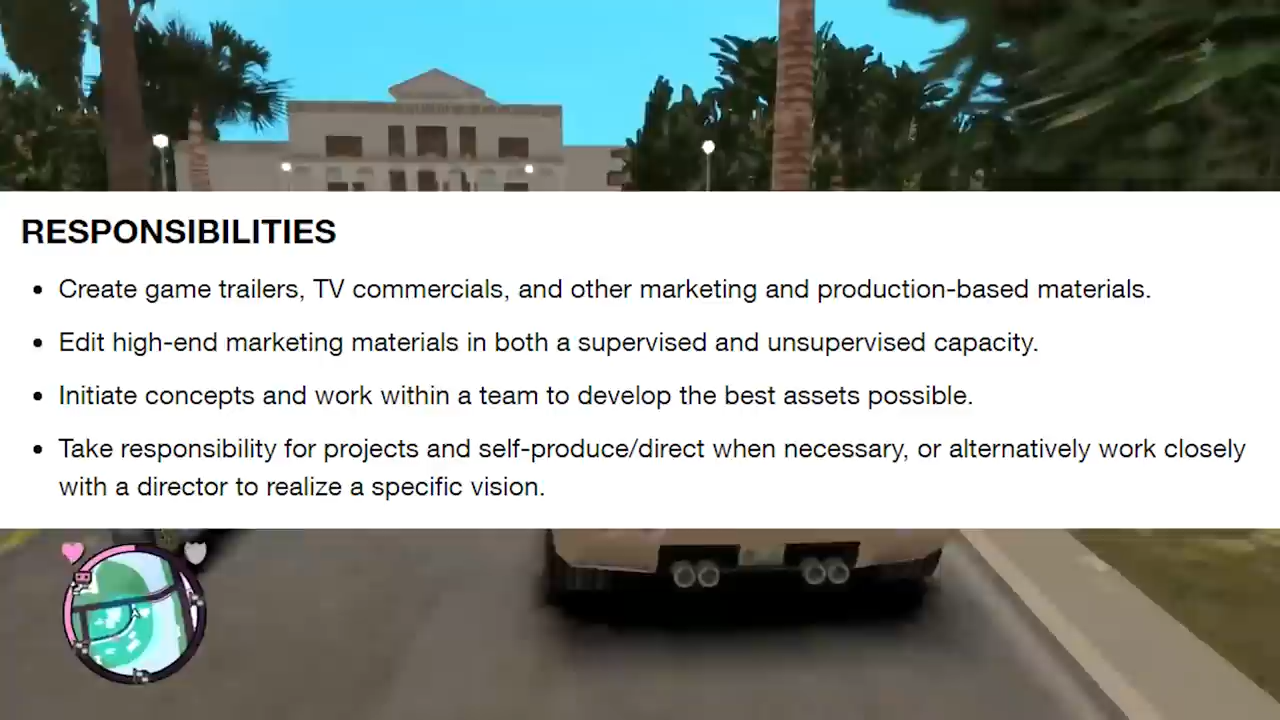 RESPONSIBILITIES
Create game trailers, TV commercials, and other marketing and production-based materials.
Edit high-end marketing materials in both a supervised and unsupervised capacity.
Initiate concepts and work within a team to develop the best assets possible.
Take responsibility for projects and self-produce/direct when necessary, or alternatively work closely
with a director to realize a specific vision.